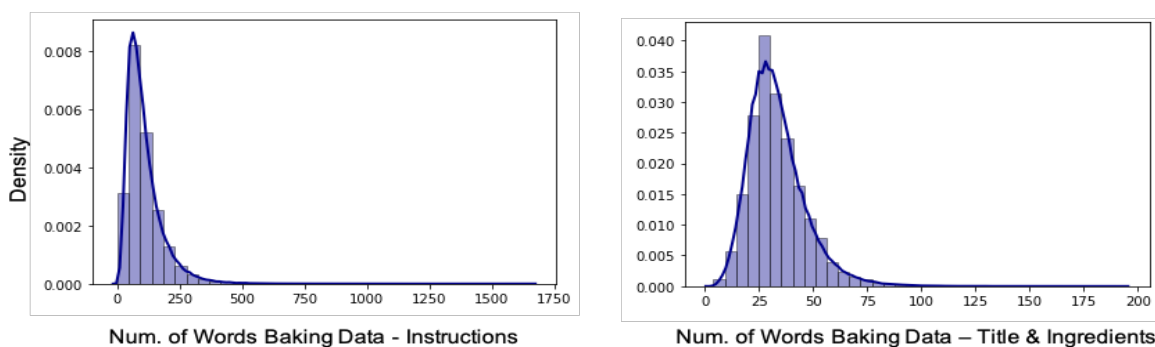 Density
0.008
0.006
0.004
0.002
0.000
0 250 500 750 1000 1250 1500 1750
Num. of Words Baking Data - Instructions
0.040
0.035
0.030
0.025
0.020
0.015
0.010
0.005
0.000
0 25 50 75 100 125 150 175 200
Num. of Words Baking Data – Title & Ingredients